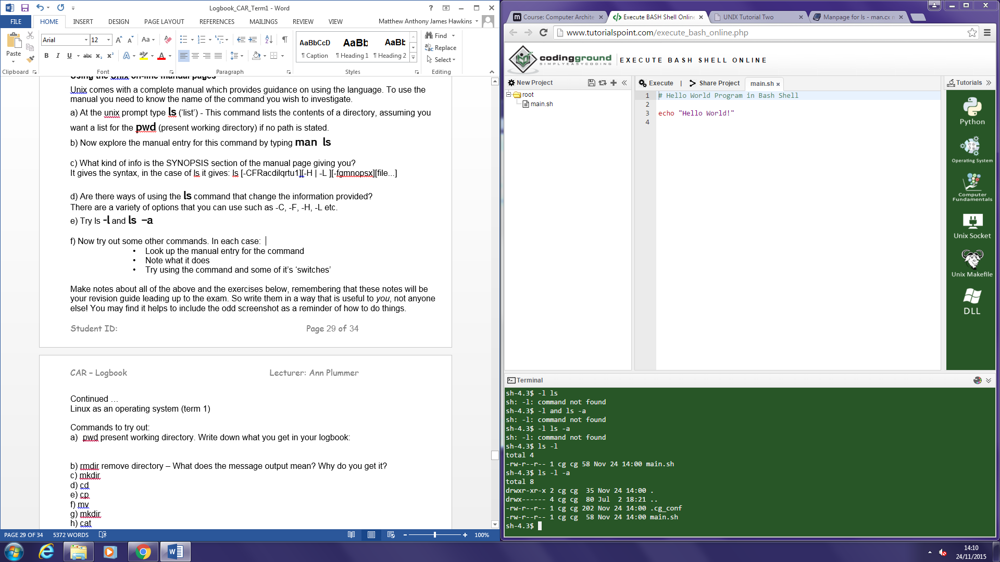 Logbook_CAR_Term1 - Word
FILE HOME INSERT DESIGN PAGE LAYOUT REFERENCES MAILINGS REVIEW VIEW Matthew Anthony James Hawkins
Paste
Arial 12
AaBbCcD AaBb AaBb
¶ Caption ¶ Heading 1 ¶ Heading 2
Find
Replace
Select
Clipboard Font Paragraph Styles Editing
Using the Unix on-line manual pages
Unix comes with a complete manual which provides guidance on using the language. To use the
manual you need to know the name of the command you wish to investigate.
a) At the unix prompt type ls (‘list’) - This command lists the contents of a directory, assuming you
want a list for the pwd (present working directory) if no path is stated.
b) Now explore the manual entry for this command by typing man ls
c) What kind of info is the SYNOPSIS section of the manual page giving you?
It gives the syntax, in the case of ls it gives: ls [-CFRacdilqrtu1][-H | -L ][-fgmnopsx][file...]
d) Are there ways of using the ls command that change the information provided?
There are a variety of options that you can use such as -C, -F, -H, -L etc.
e) Try ls -l and ls –a
f) Now try out some other commands. In each case:
• Look up the manual entry for the command
• Note what it does
• Try using the command and some of it’s ‘switches’
Make notes about all of the above and the exercises below, remembering that these notes will be
your revision guide leading up to the exam. So write them in a way that is useful to you, not anyone
else! You may find it helps to include the odd screenshot as a reminder of how to do things.
Student ID: Page 29 of 34
CAR – Logbook Lecturer: Ann Plummer
Continued …
Linux as an operating system (term 1)
Commands to try out:
a) pwd present working directory. Write down what you get in your logbook:
b) rmdir remove directory – What does the message output mean? Why do you get it?
c) mkdir
d) cd
e) cp
f) mv
g) mkdir
h) cat
PAGE 29 OF 34 5372 WORDS 100%
Course: Computer Archite
Execute BASH Shell Online
UNIX Tutorial Two
Manpage for ls - man.cx m
www.tutorialspoint.com/execute_bash_online.php
codingground EXECUTE BASH SHELL ONLINE
SIMPLYEASYCODING
New Project
root
main.sh
Execute | Share Project main.sh
1 # Hello World Program in Bash Shell
2
3 echo "Hello World!"
4
Tutorials
Python
Operating System
Computer
Fundamentals
Unix Socket
Unix Makefile
DLL
Terminal
sh-4.3$ -l ls
sh: -l: command not found
sh-4.3$ -l and ls -a
sh: -l: command not found
sh-4.3$ -l ls -a
sh: -l: command not found
sh-4.3$ ls -l
total 4
-rw-r--r-- 1 cg cg 58 Nov 24 14:00 main.sh
sh-4.3$ ls -l -a
total 8
drwxr-xr-x 2 cg cg  35 Nov 24 14:00 .
drwx------ 4 cg cg  80 Jul  2 18:21 ..
-rw-r--r-- 1 cg cg 202 Nov 24 14:00 .cg_conf
-rw-r--r-- 1 cg cg  58 Nov 24 14:00 main.sh
sh-4.3$
14:10
24/11/2015